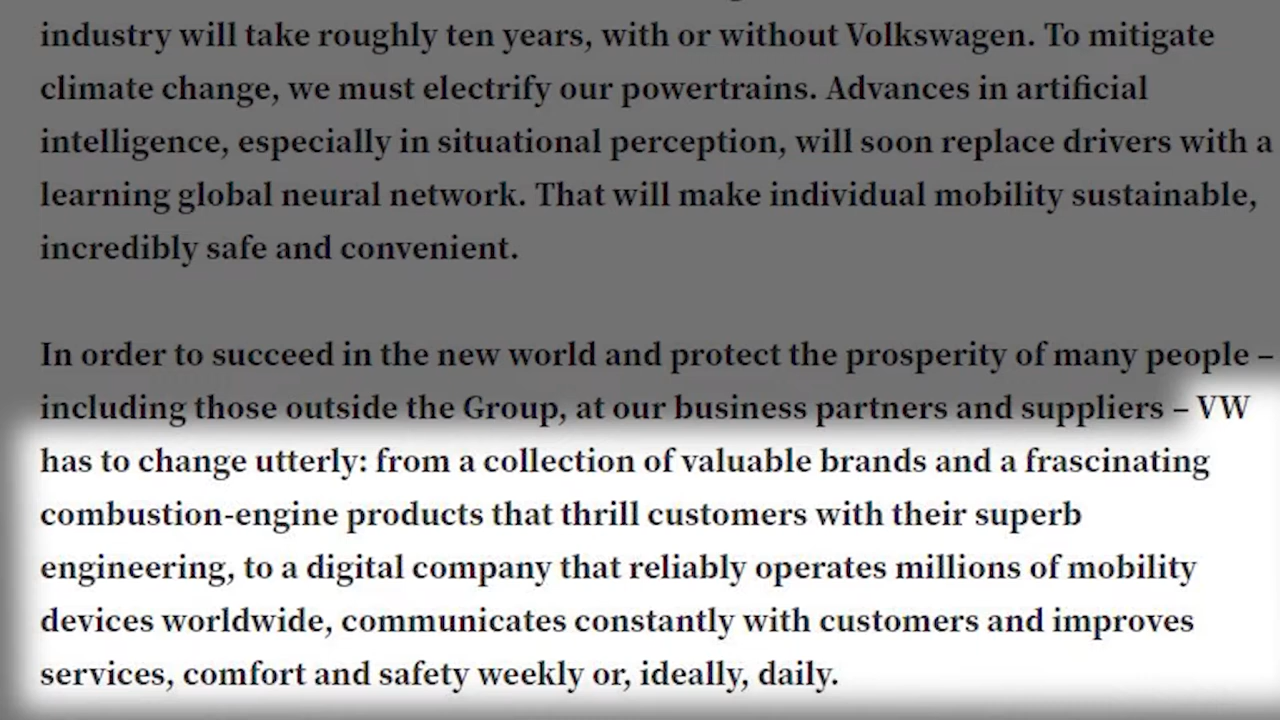 industry will take roughly ten years, with or without Volkswagen. To mitigate
climate change, we must electrify our powertrains. Advances in artificial
intelligence, especially in situational perception, will soon replace drivers with a
learning global neural network. That will make individual mobility sustainable,
incredibly safe and convenient.
In order to succeed in the new world and protect the prosperity of many people –
including those outside the Group, at our business partners and suppliers – VW
has to change utterly: from a collection of valuable brands and a frascinating
combustion-engine products that thrill customers with their superb
engineering, to a digital company that reliably operates millions of mobility
devices worldwide, communicates constantly with customers and improves
services, comfort and safety weekly or, ideally, daily.